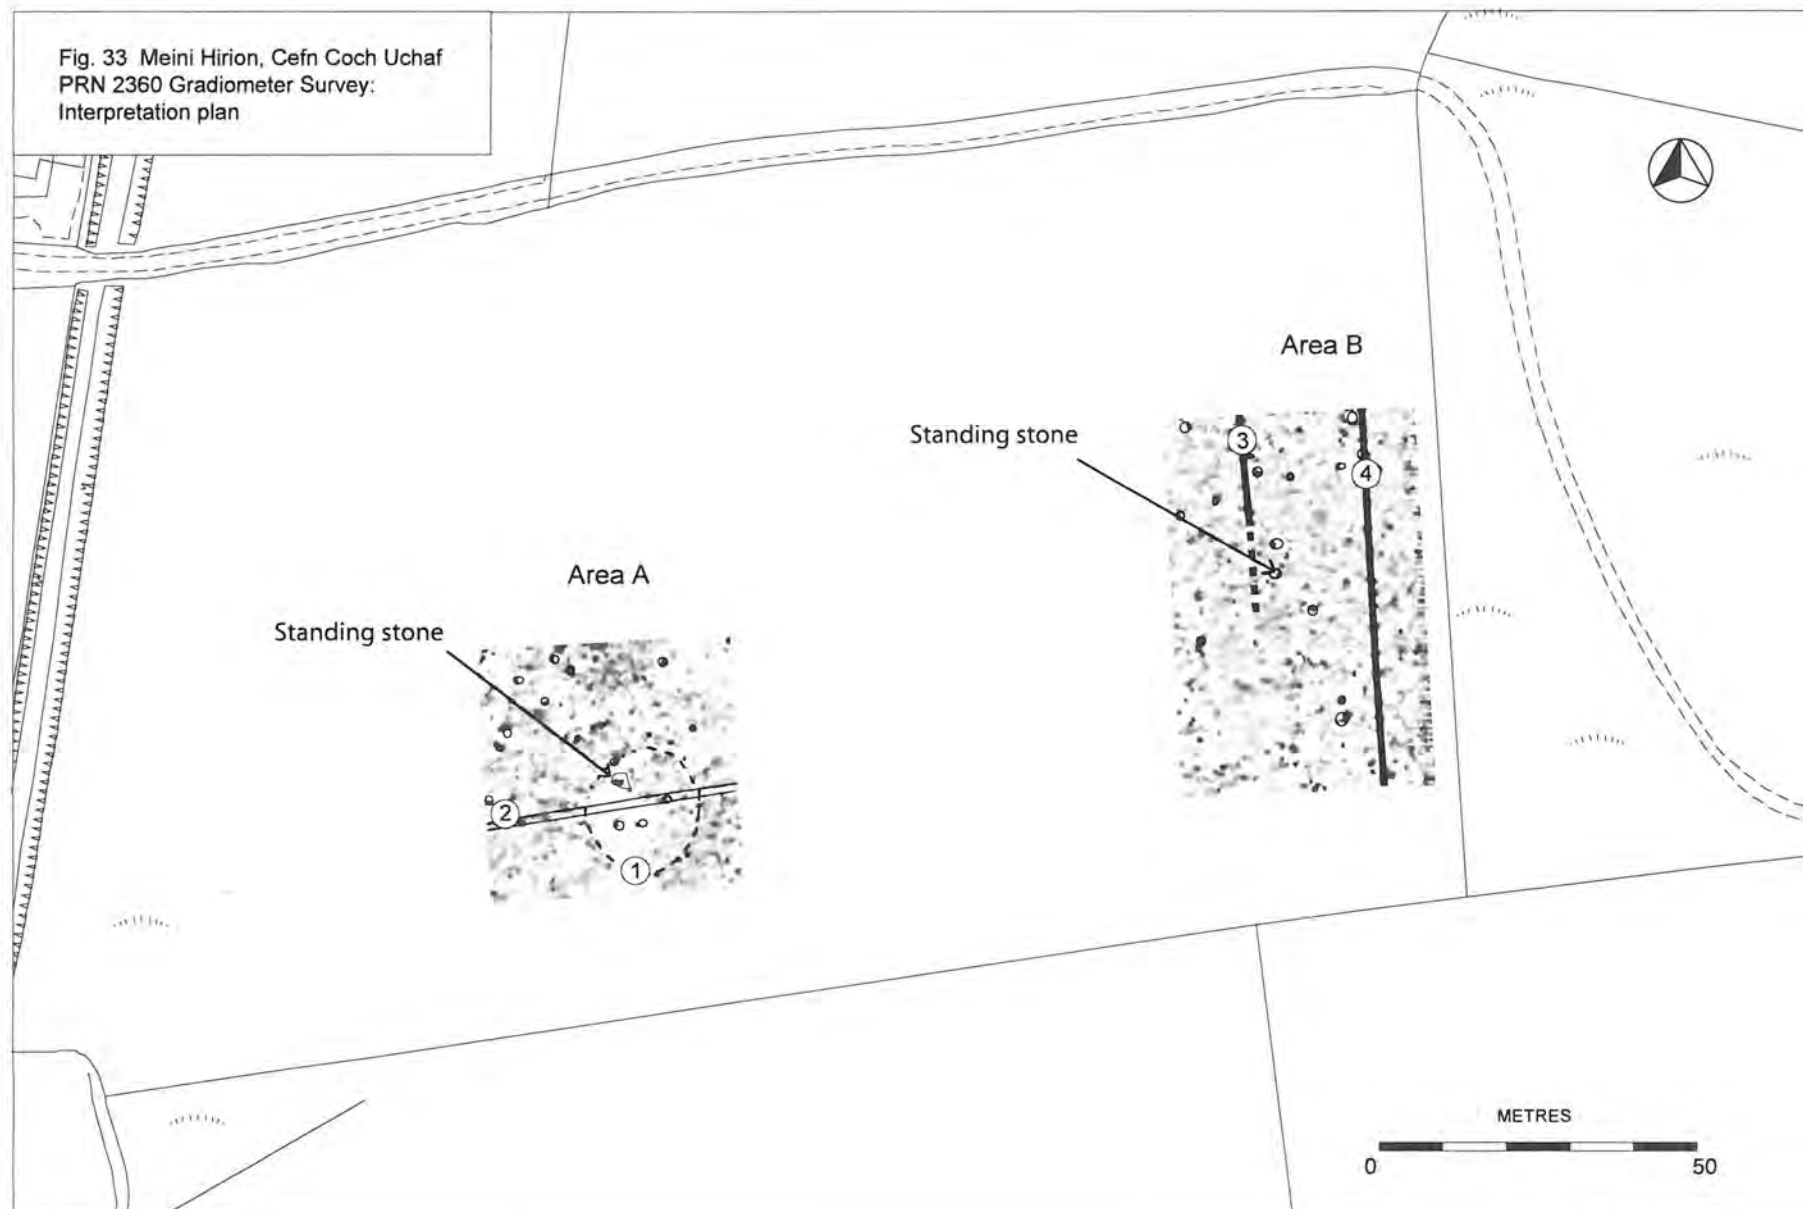 Fig. 33 Meini Hirion, Cefn Coch Uchaf
PRN 2360 Gradiometer Survey:
Interpretation plan
Area B
Standing stone
3
4
Area A
Standing stone
2
1
METRES
0 50